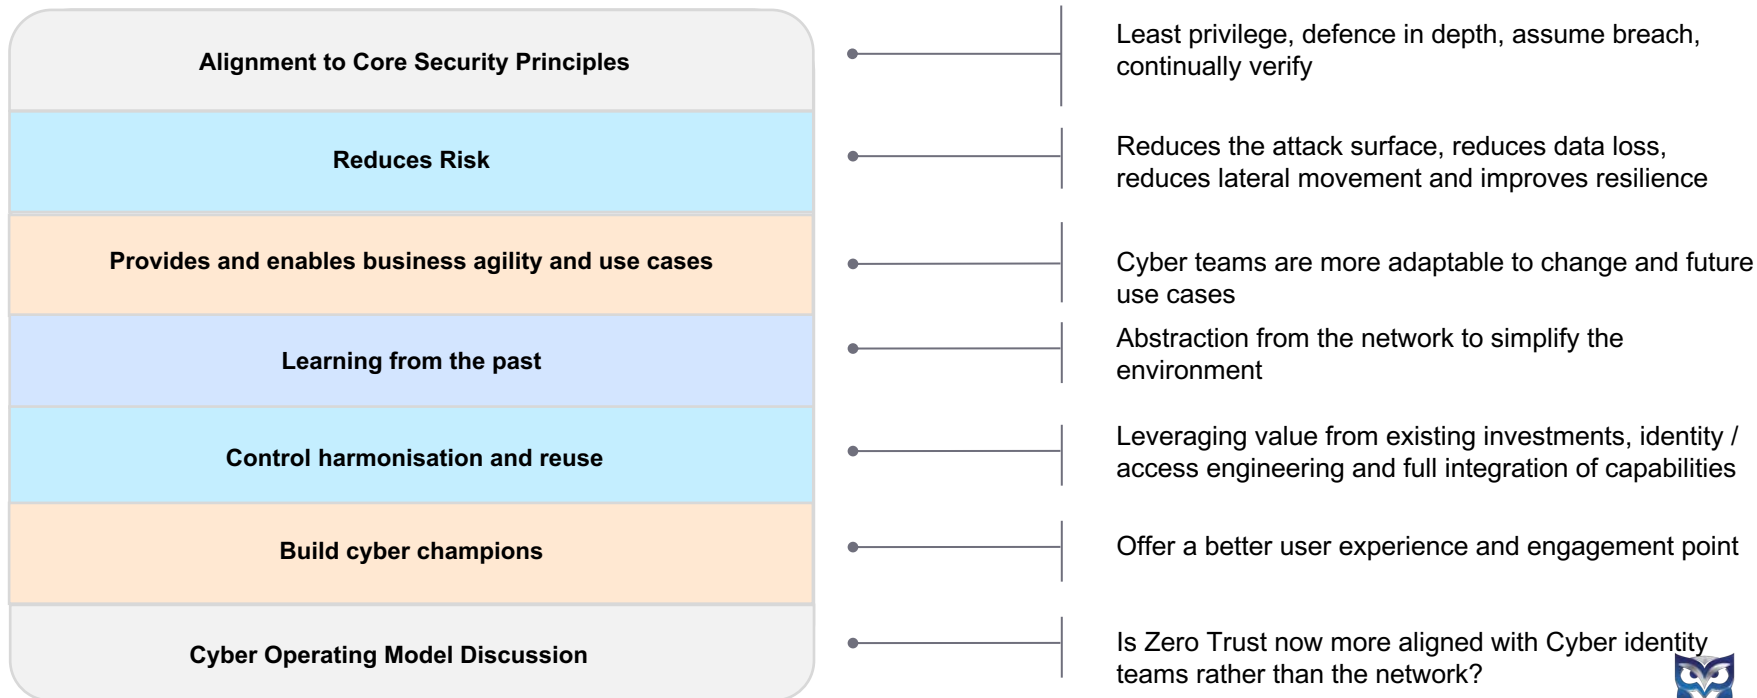 Alignment to Core Security Principles
Least privilege, defence in depth, assume breach,
continually verify
Reduces Risk
Reduces the attack surface, reduces data loss,
reduces lateral movement and improves resilience
Provides and enables business agility and use cases
Cyber teams are more adaptable to change and future
use cases
Learning from the past
Abstraction from the network to simplify the
environment
Control harmonisation and reuse
Leveraging value from existing investments, identity /
access engineering and full integration of capabilities
Build cyber champions
Offer a better user experience and engagement point
Cyber Operating Model Discussion
Is Zero Trust now more aligned with Cyber identity
teams rather than the network?